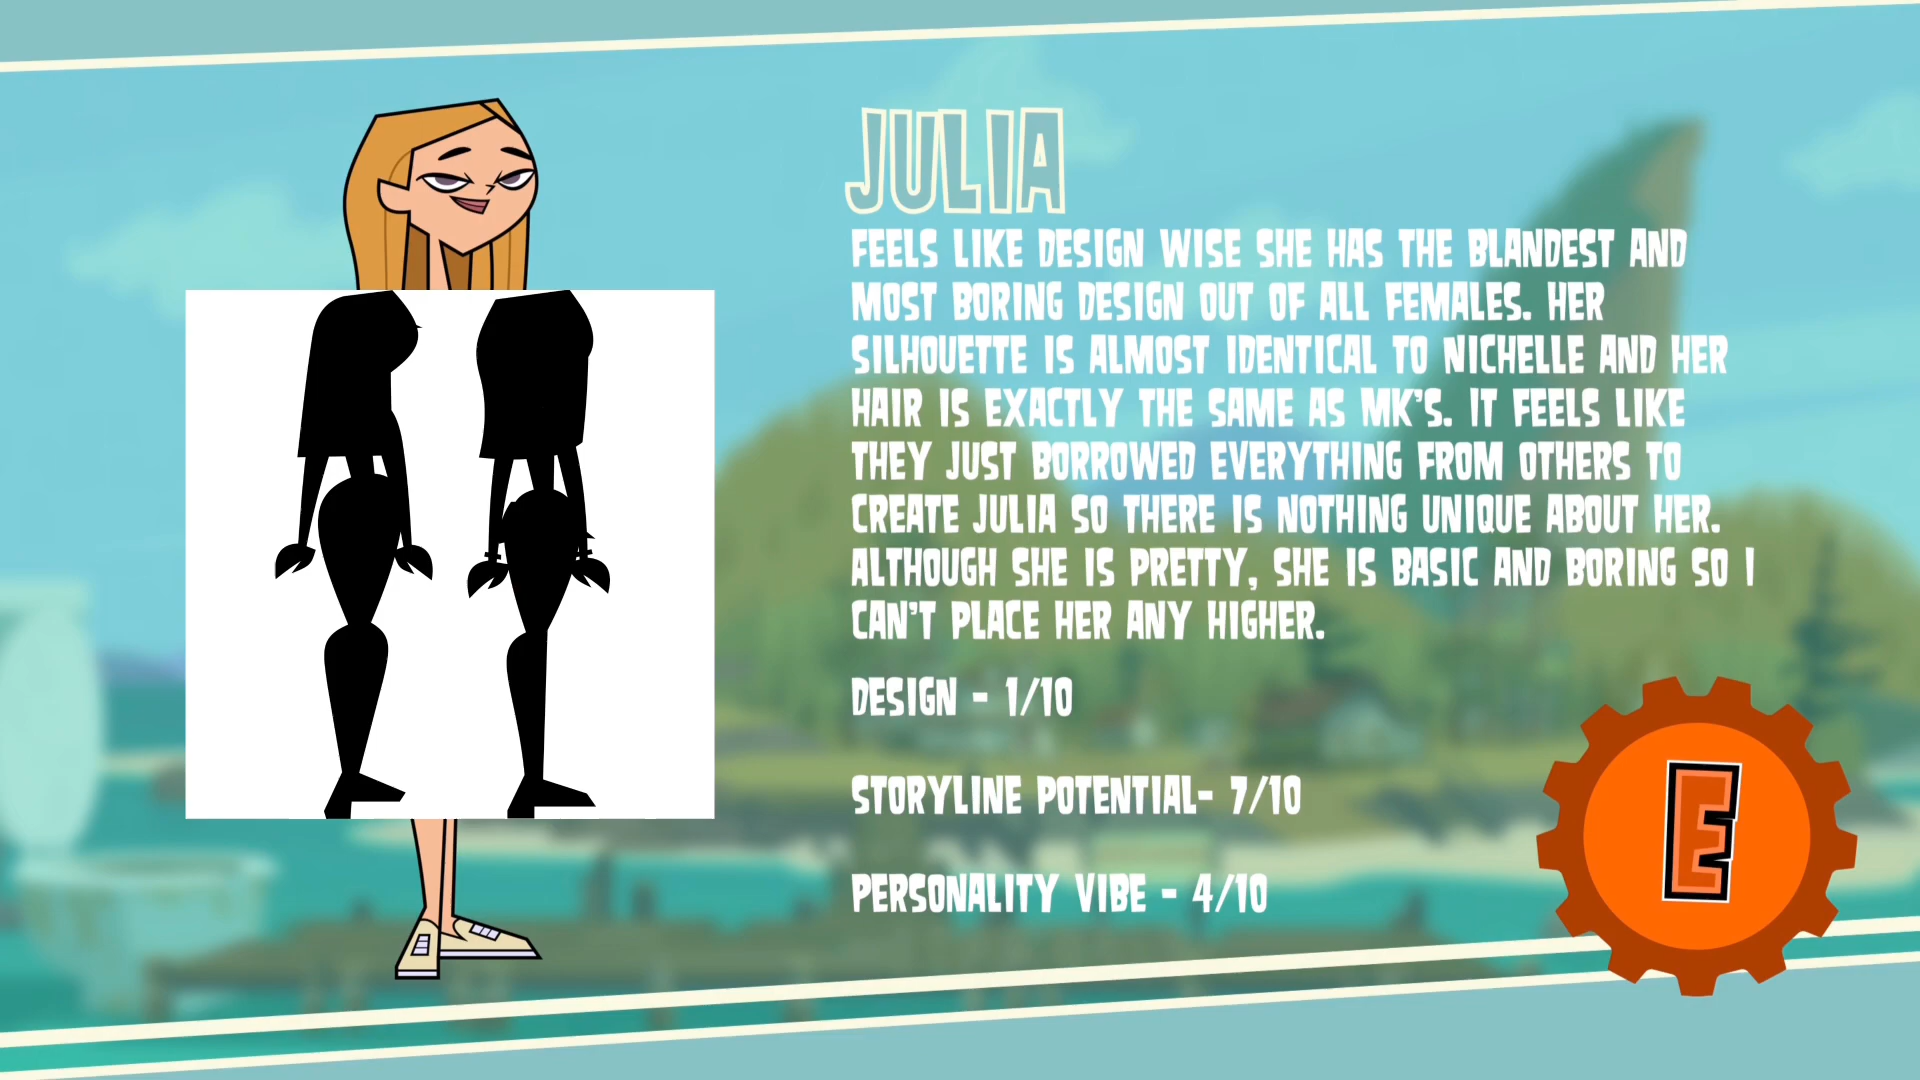 JULIA
FEELS LIKE DESIGN WISE SHE HAS THE BLANDEST AND
MOST BORING DESIGN OUT OF ALL FEMALES. HER
SILHOUETTE IS ALMOST IDENTICAL TO NICHELLE AND HER
HAIR IS EXACTLY THE SAME AS MK'S. IT FEELS LIKE
THEY JUST BORROWED EVERYTHING FROM OTHERS TO
CREATE JULIA SO THERE IS NOTHING UNIQUE ABOUT HER.
ALTHOUGH SHE IS PRETTY, SHE IS BASIC AND BORING SO I
CAN'T PLACE HER ANY HIGHER.
DESIGN - 1/10
STORYLINE POTENTIAL- 7/10
PERSONALITY VIBE - 4/10
E